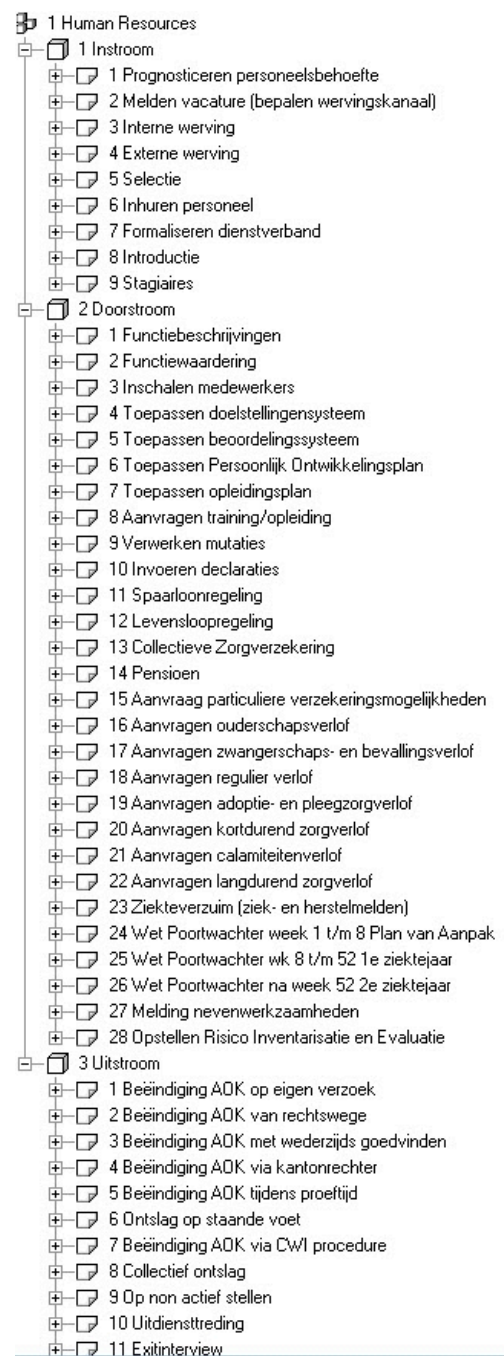 1 Human Resources
1 Instroom
1 Prognosticeren personeelsbehoefte
2 Melden vacature (bepalen wervingskanaal)
3 Interne werving
4 Externe werving
5 Selectie
6 Inhuren personeel
7 Formaliseren dienstverband
8 Introductie
9 Stagiaires
2 Doorstroom
1 Functiebeschrijvingen
2 Functiewaardering
3 Inschalen medewerkers
4 Toepassen doelstellingensysteem
5 Toepassen beoordelingssysteem
6 Toepassen Persoonlijk Ontwikkelingsplan
7 Toepassen opleidingsplan
8 Aanvragen training/opleiding
9 Verwerken mutaties
10 Invoeren declaraties
11 Spaarloonregeling
12 Levensloopregeling
13 Collectieve Zorgverzekering
14 Pensioen
15 Aanvraag particuliere verzekeringsmogelijkheden
16 Aanvragen ouderschapsverlof
17 Aanvragen zwangerschaps- en bevallingsverlof
18 Aanvragen regulier verlof
19 Aanvragen adoptie- en pleegzorgverlof
20 Aanvragen kortdurend zorgverlof
21 Aanvragen calamiteitenverlof
22 Aanvragen langdurend zorgverlof
23 Ziekteverzuim (ziek- en herstelmelden)
24 Wet Poortwachter week 1 t/m 8 Plan van Aanpak
25 Wet Poortwachter wk 8 t/m 52 1e ziektejaar
26 Wet Poortwachter na week 52 2e ziektejaar
27 Melding nevenwerkzaamheden
28 Opstellen Risico Inventarisatie en Evaluatie
3 Uitstroom
1 Beëindiging AOK op eigen verzoek
2 Beëindiging AOK van rechtswege
3 Beëindiging AOK met wederzijds goedvinden
4 Beëindiging AOK via kantonrechter
5 Beëindiging AOK tijdens proeftijd
6 Ontslag op staande voet
7 Beëindiging AOK via CWI procedure
8 Collectief ontslag
9 Op non actief stellen
10 Uitdiensttreding
11 Exitinterview